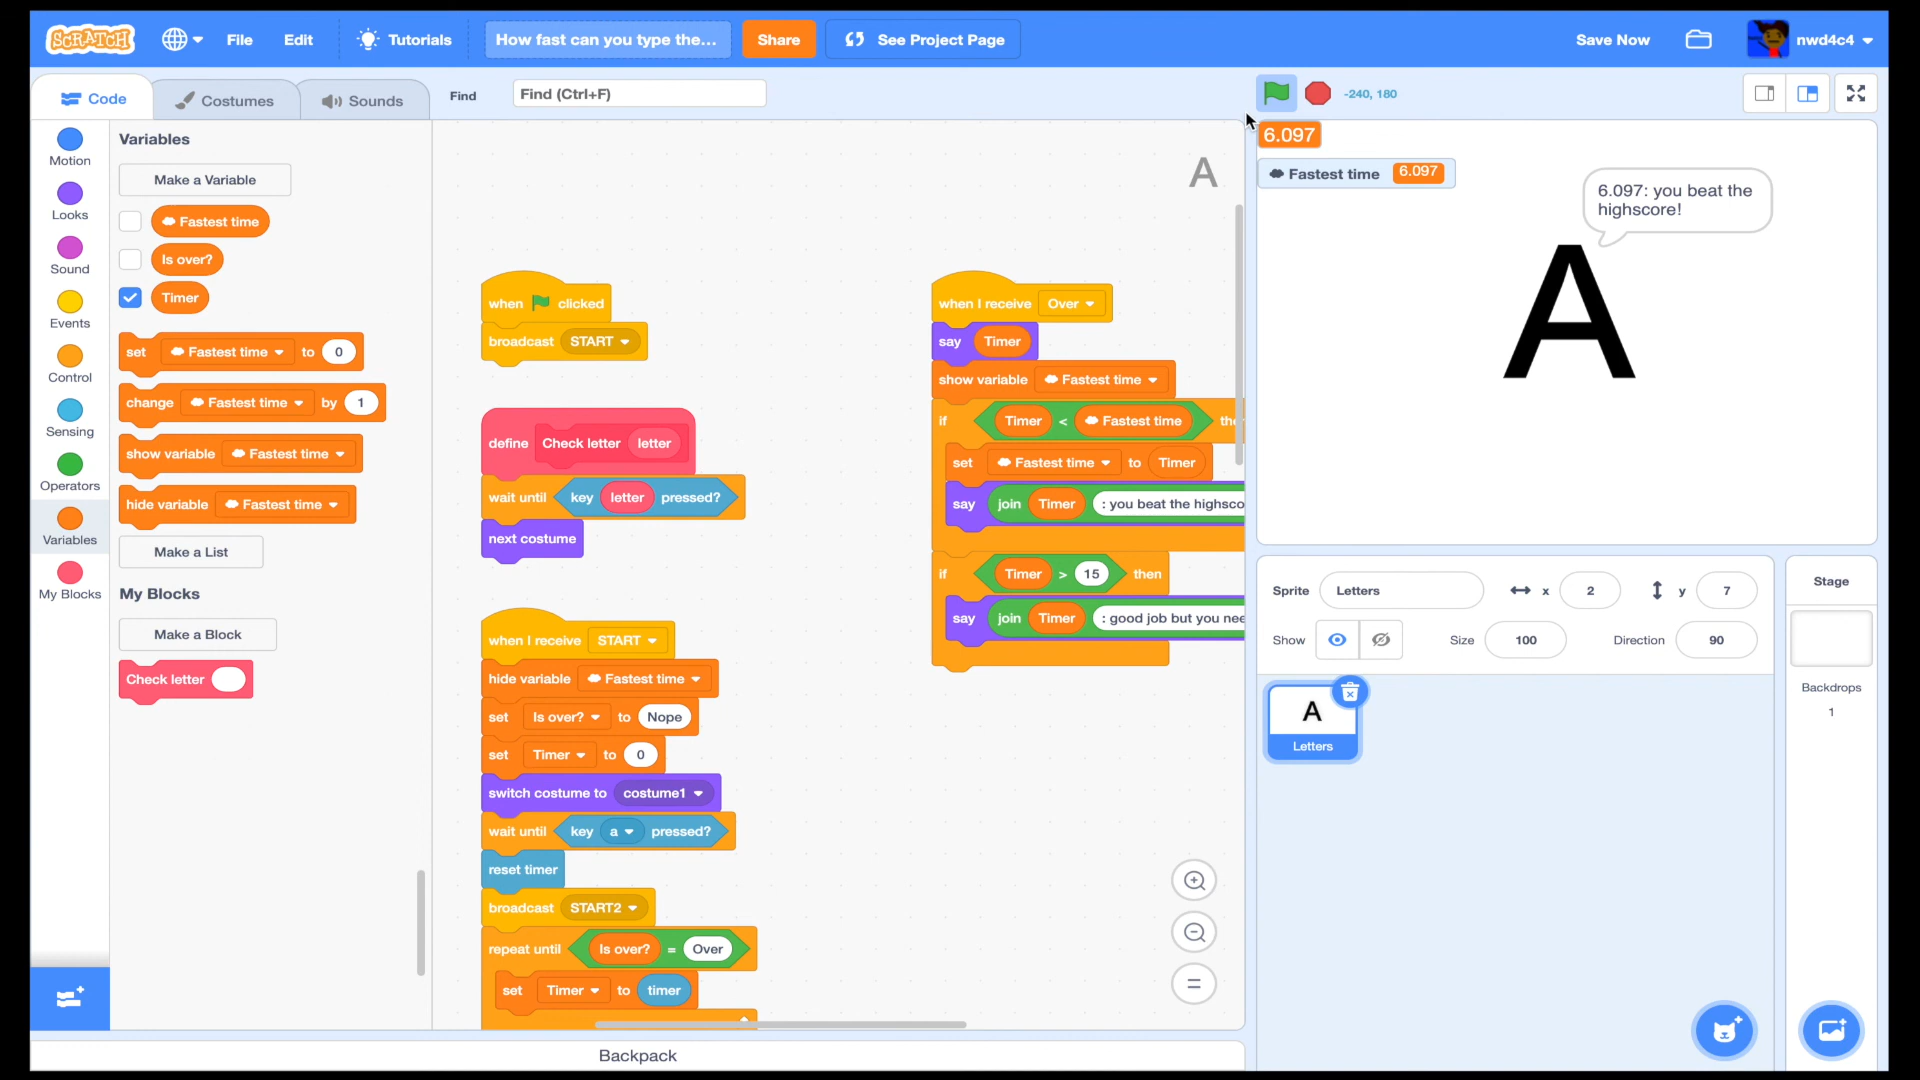 SCRATCH
File
Edit
Tutorials
How fast can you type the...
Share
See Project Page
Save Now
nwd4c4
Code
Costumes
Sounds
Find
Find (Ctrl+F)
-240, 180
Motion
Looks
Sound
Events
Control
Sensing
Operators
Variables
My Blocks
Variables
Make a Variable
Fastest time
Is over?
Timer
set Fastest time to 0
change Fastest time by 1
show variable Fastest time
hide variable Fastest time
Make a List
My Blocks
Make a Block
Check letter
A
when clicked
broadcast START
define Check letter letter
wait until key letter pressed?
next costume
when I receive START
hide variable Fastest time
set Is over? to Nope
set Timer to 0
switch costume to costume1
wait until key a pressed?
reset timer
broadcast START2
repeat until Is over? = Over
set Timer to timer
when I receive Over
say Timer
show variable Fastest time
if Timer < Fastest time the
set Fastest time to Timer
say join Timer : you beat the highsco
if Timer > 15 then
say join Timer : good job but you nee
Backpack
6.097
Fastest time 6.097
6.097: you beat the
highscore!
A
Sprite Letters x 2 y 7
Show Size 100 Direction 90
A
Letters
Stage
Backdrops
1